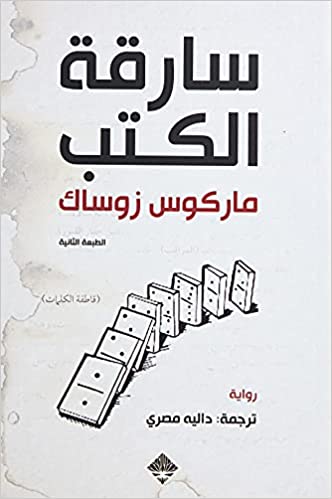 سارقة
الكتب
ماركوس زوساك
الطبعة الثانية
(قاطفة الكلمات)
رواية
ترجمة: داليه مصري